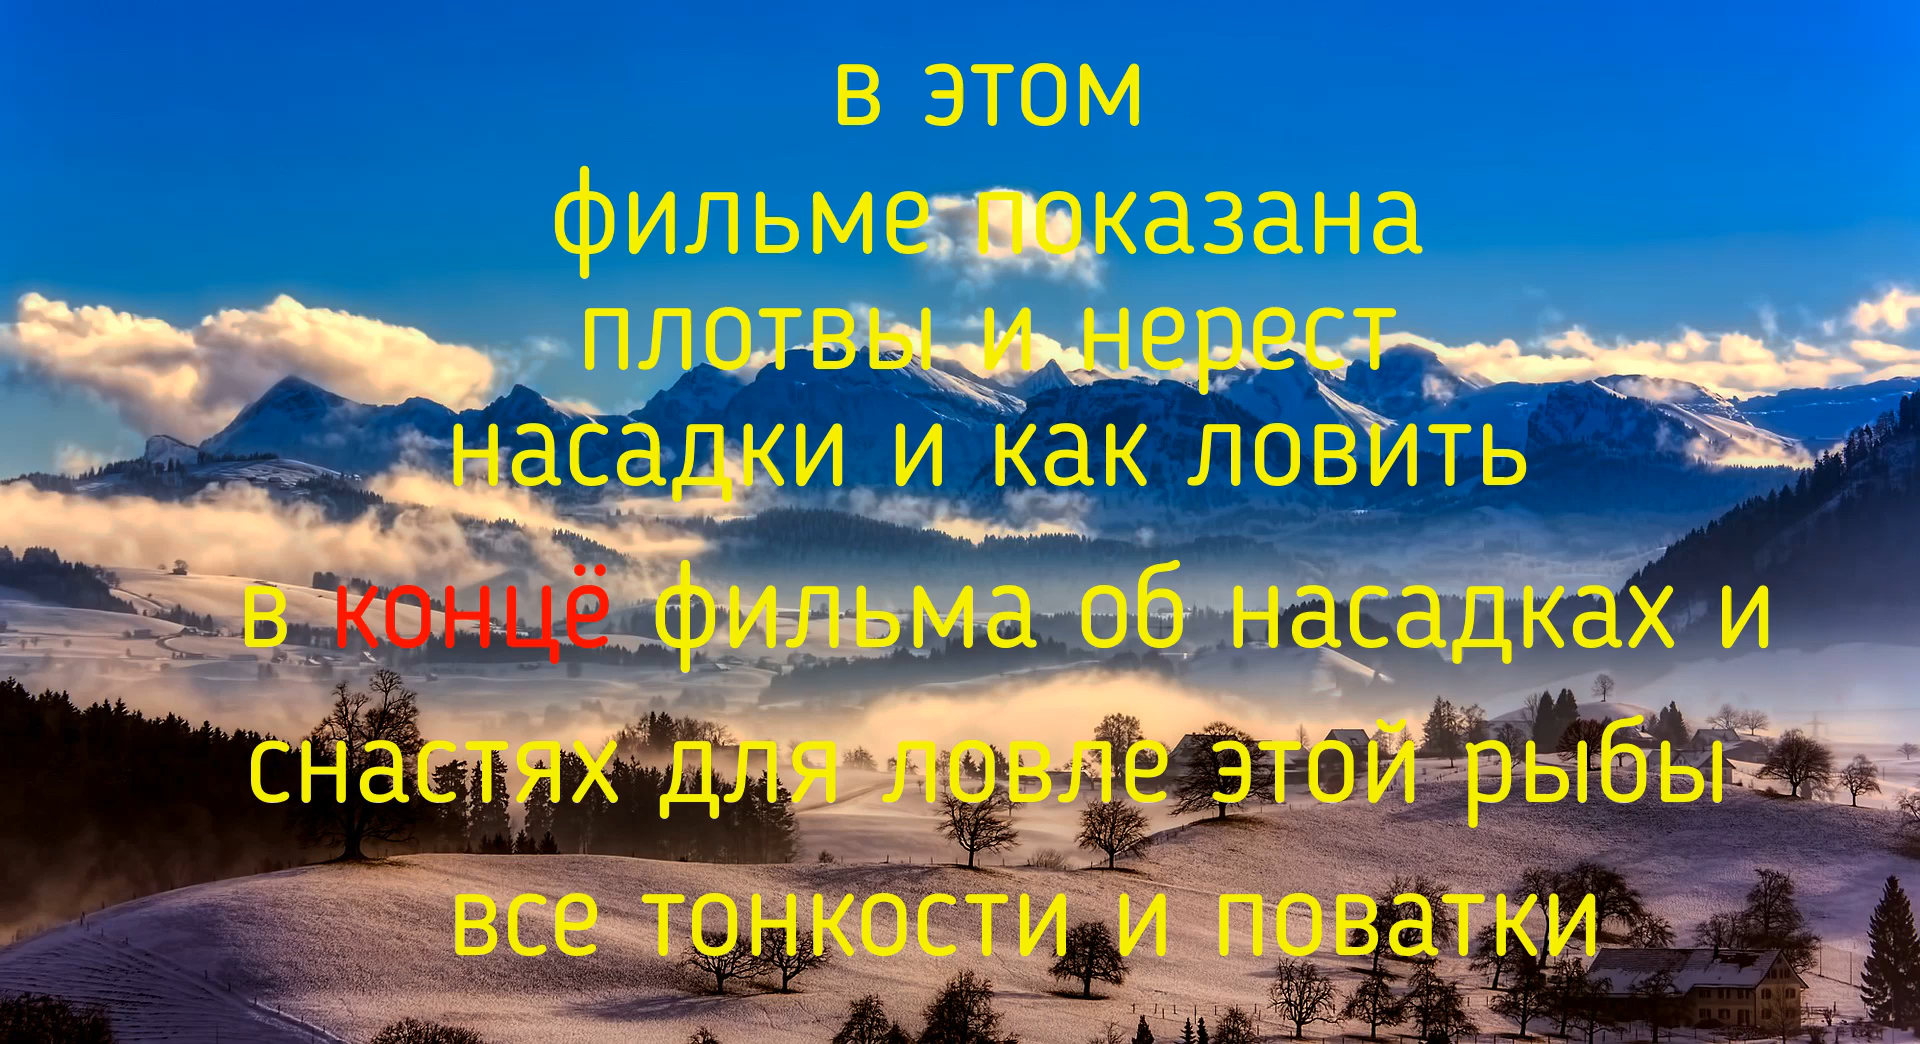 в этом
фильме показана
плотвы и нерест
насадки и как ловить
в концё фильма об насадках и
снастях для ловле этой рыбы
все тонкости и поватки